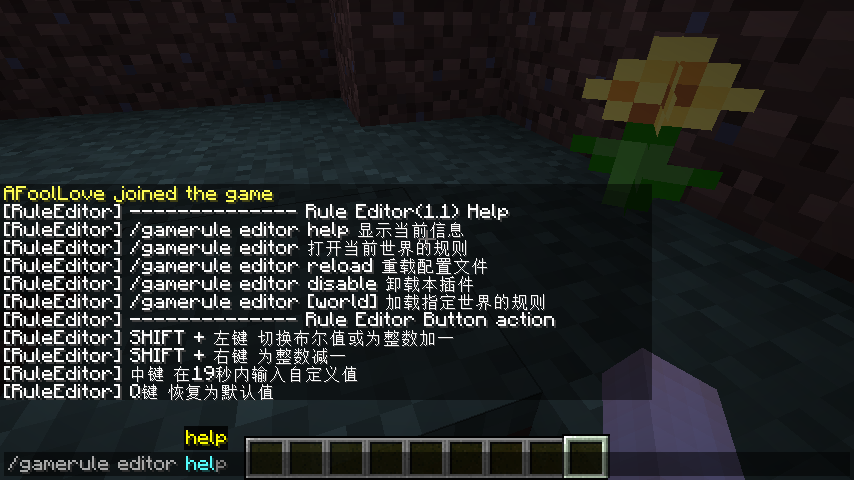 AFoolLove joined the game
[RuleEditor] -------------- Rule Editor(1.1) Help
[RuleEditor] /gamerule editor help 显示当前信息
[RuleEditor] /gamerule editor 打开当前世界的规则
[RuleEditor] /gamerule editor reload 重载配置文件
[RuleEditor] /gamerule editor disable 卸载本插件
[RuleEditor] /gamerule editor [world] 加载指定世界的规则
[RuleEditor] -------------- Rule Editor Button action
[RuleEditor] SHIFT + 左键 切换布尔值或为整数加一
[RuleEditor] SHIFT + 右键 为整数减一
[RuleEditor] 中键 在19秒内输入自定义值
[RuleEditor] Q键 恢复为默认值
help
/gamerule editor help